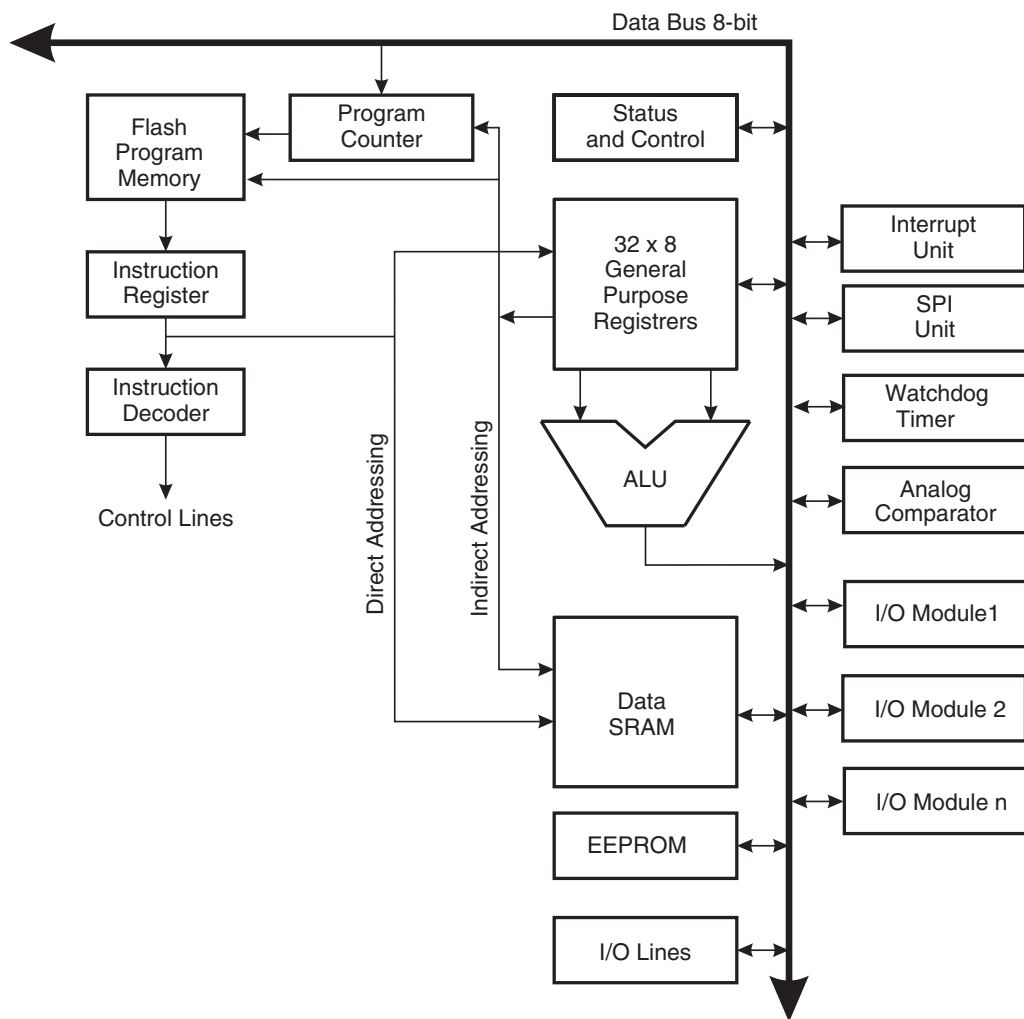 Data Bus 8-bit
Flash
Program
Memory
Program
Counter
Status
and Control
32 x 8
General
Purpose
Registrers
Instruction
Register
Instruction
Decoder
Control Lines
Direct Addressing
Indirect Addressing
ALU
Data
SRAM
EEPROM
I/O Lines
Interrupt
Unit
SPI
Unit
Watchdog
Timer
Analog
Comparator
I/O Module1
I/O Module 2
I/O Module n